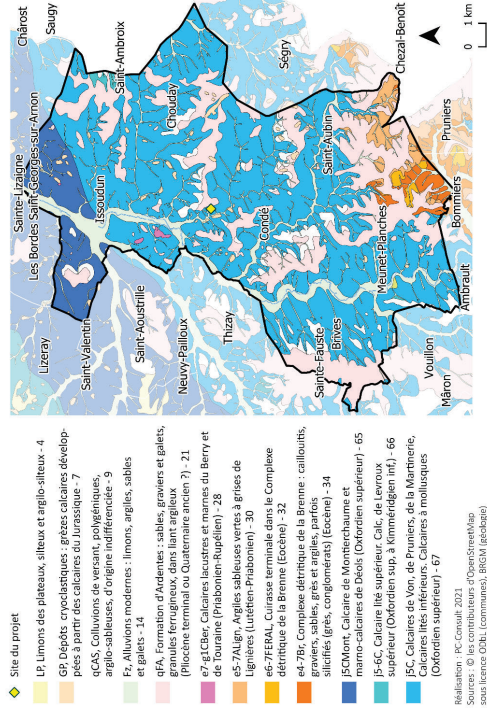 Site du projet
LP, Limons des plateaux, silteux et argilo-silteux - 4
GP, Dépôts cryoclastiques : grèzes calcaires dévelop-
pées à partir des calcaires du Jurassique - 7
qCAS, Colluvions de versant, polygéniques,
argilo-sableuses, d'origine indifférenciée - 9
Fz, Alluvions modernes : limons, argiles, sables
et galets - 14
qFA, Formation d'Ardentes : sables, graviers et galets,
granules ferrugineux, dans liant argileux
(Pliocène terminal ou Quaternaire ancien ?) - 21
e7-g1CBer, Calcaires lacustres et marnes du Berry et
de Touraine (Priabonien-Rupélien) - 28
e5-7ALign, Argiles sableuses vertes à grises de
Lignières (Lutétien-Priabonien) - 30
e6-7FERAL, Cuirasse terminale dans le Complexe
détritique de la Brenne (Eocène) - 32
e4-7Br, Complexe détritique de la Brenne : caillouitis,
graviers, sables, grès et argiles, parfois
silicifiés (grès, conglomérats) (Eocène) - 34
j5CMont, Calcaire de Montierchaume et
marno-calcaires de Déols (Oxfordien supérieur) - 65
j5-6C, Calcaire lité supérieur. Calc, de Levroux
supérieur (Oxfordien sup, à Kimméridgien inf,) - 66
j5C, Calcaires de Von, de Pruniers, de la Martinerie,
Calcaires lités inférieurs. Calcaires à mollusques
(Oxfordien supérieur) - 67
Réalisation : PC-Consult 2021
Sources : © les contributeurs d'OpenStreetMap
sous licence ODbL (communes), BRGM (géologie)
Sainte-Lizaigne
Chârost
Saugy
Les Bordes
Saint-Georges-sur-Arnon
Lizeray
Saint-Ambroix
Issoudun
Saint-Valentin
Saint-Aoustrille
Chouday
Neuvy-Pailloux
Ségry
Thizay
Condé
Saint-Aubin
Chezal-Benoît
Sainte-Fauste
Brives
Meunet-Planches
Pruniers
Vouillon
Bommiers
Mâron
Ambrault
0 1 km